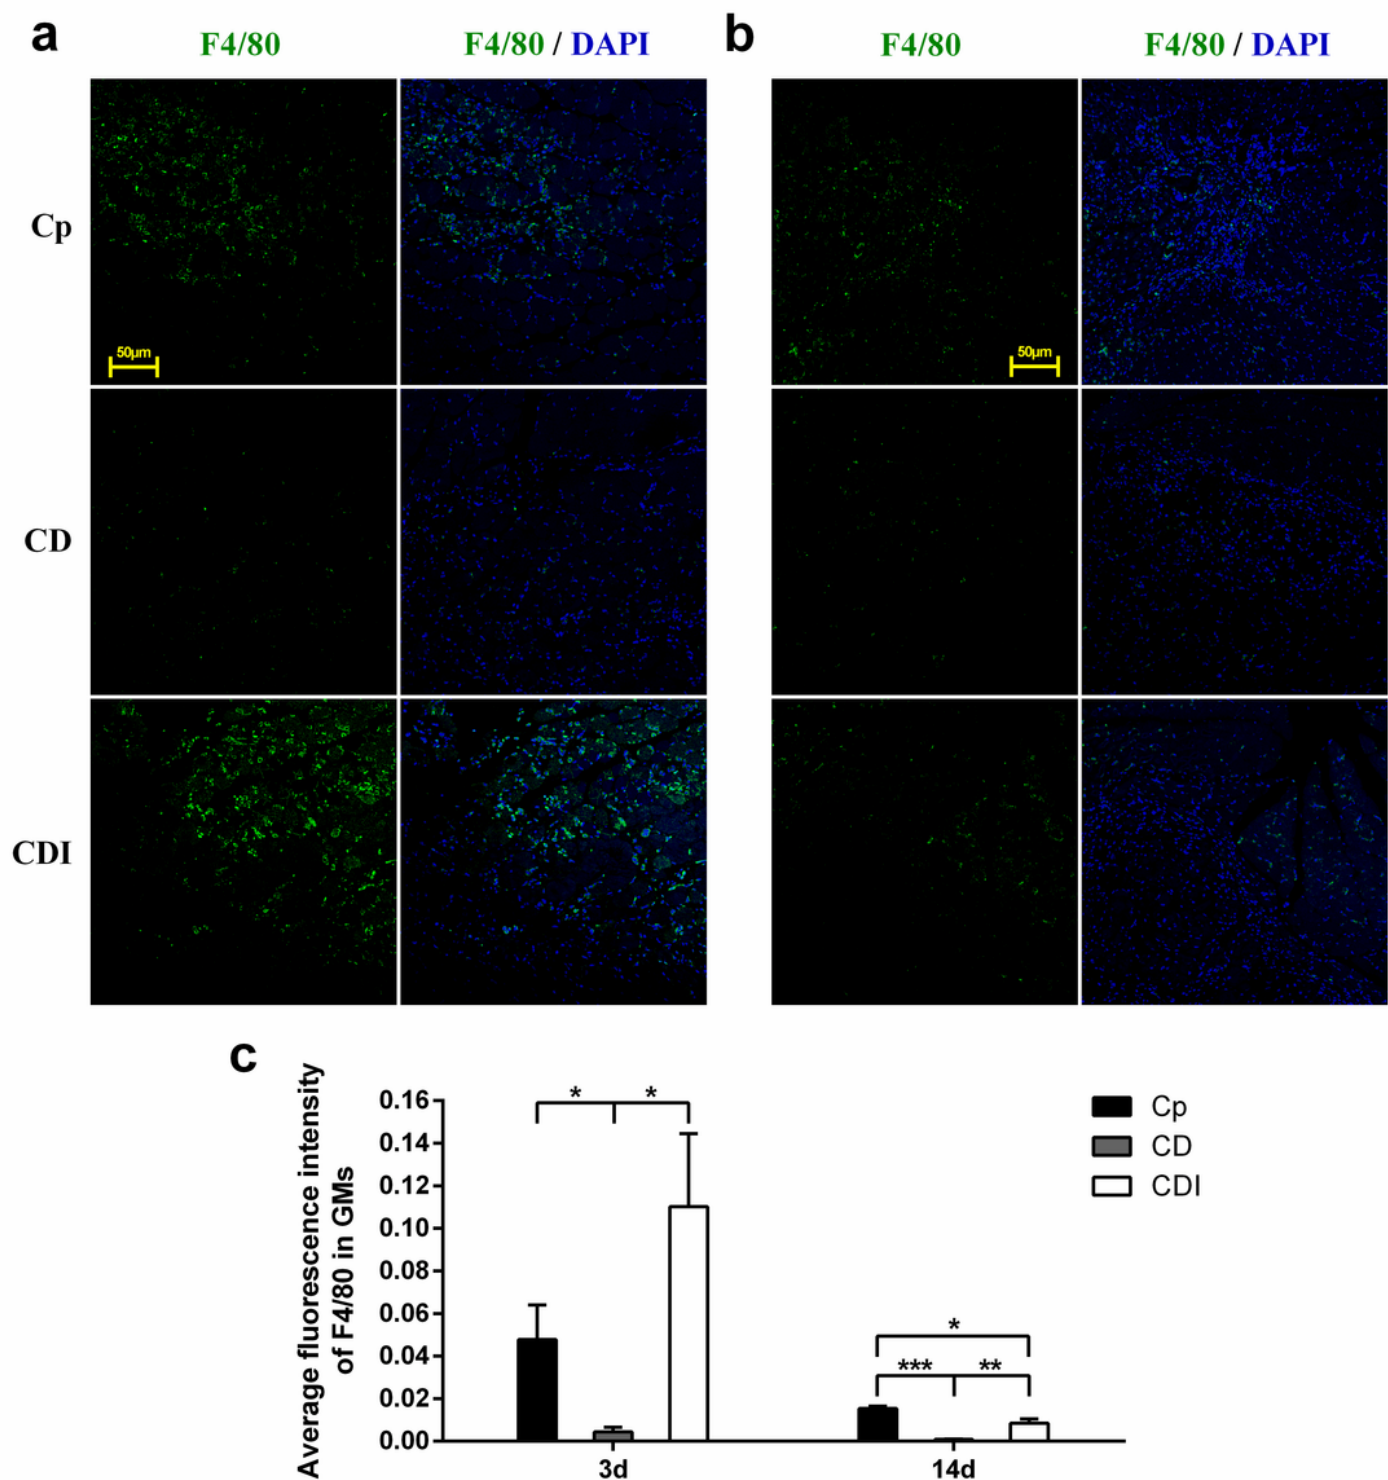 a
F4/80
F4/80 / DAPI
b
F4/80
F4/80 / DAPI
Cp
50µm
50µm
CD
CDI
c
Average fluorescence intensity
of F4/80 in GMs
0.16
0.14
0.12
0.10
0.08
0.06
0.04
0.02
0.00
* *
*
*** **
3d
14d
Cp
CD
CDI